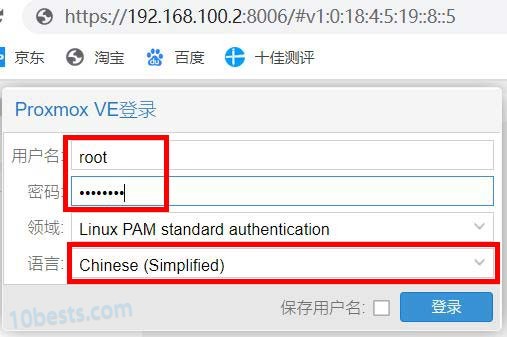 https://192.168.100.2:8006/#v1:0:18:4:5:19::8::5
京东 淘宝 百度 十佳测评
Proxmox VE登录
用户名: root
密码: ••••••••
领域: Linux PAM standard authentication
语言: Chinese (Simplified)
保存用户名: 登录
10bests.com